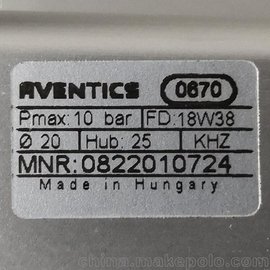 AVENTICS 0670
Pmax: 10 bar FD: 18W38
Ø 20 Hub: 25 KHZ
MNR: 0822010724
Made in Hungary
china.makepolo.com